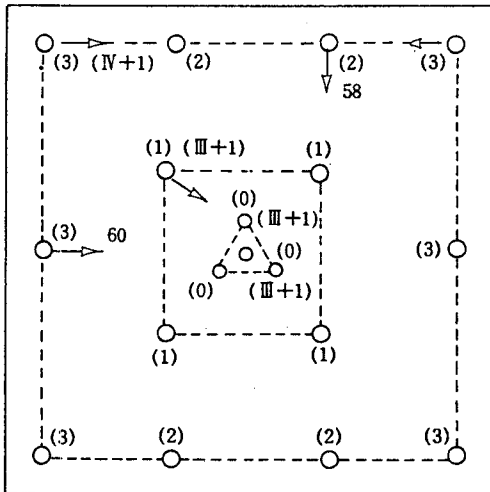 (3) (Ⅳ+1) (2) (2) (3)
58
(1) (Ⅲ+1) (1)
(0) (Ⅲ+1)
(3) 60 (0) (3)
(0) (Ⅲ+1)
(1) (1)
(3) (2) (2) (3)